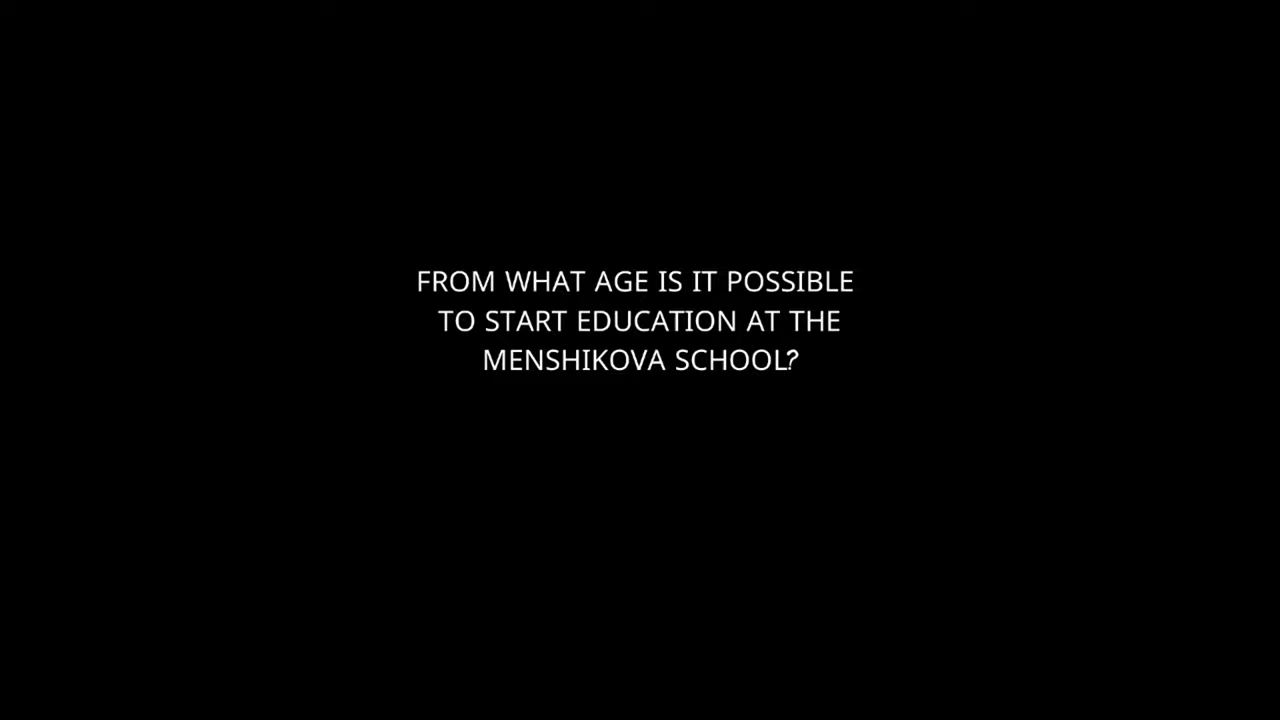 FROM WHAT AGE IS IT POSSIBLE
TO START EDUCATION AT THE
MENSHIKOVA SCHOOL?